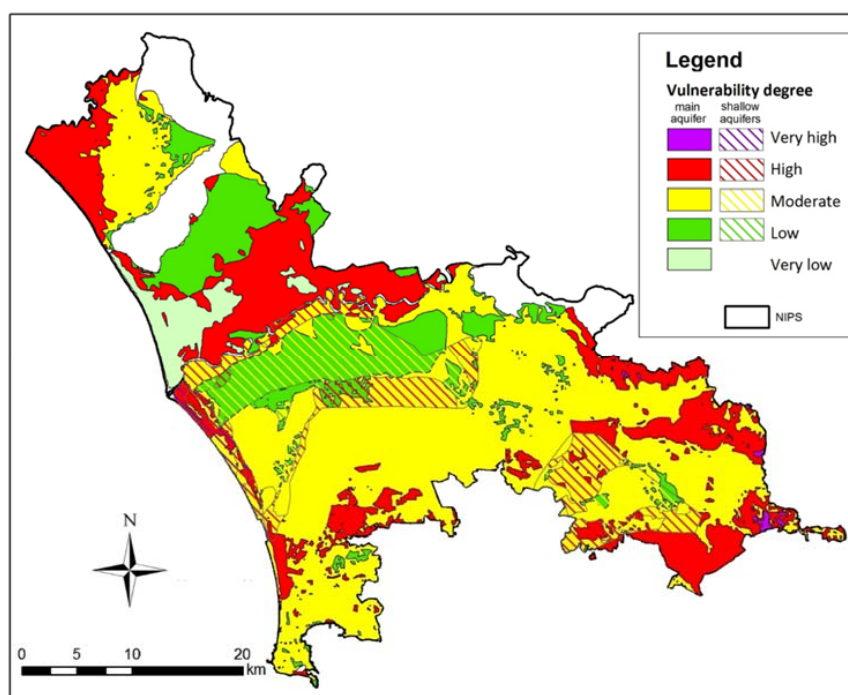 Legend
Vulnerability degree
main aquifer
shallow aquifers
Very high
High
Moderate
Low
Very low
NIPS
N
0 5 10 20
km